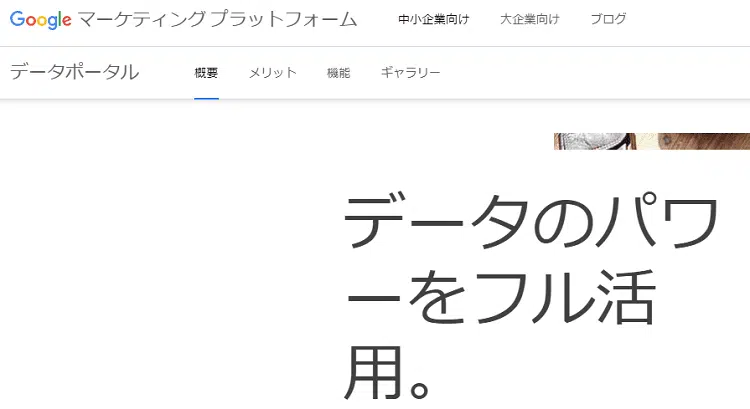 Google マーケティング プラットフォーム 中小企業向け 大企業向け ブログ
データポータル 概要 メリット 機能 ギャラリー
データのパワ
ーをフル活
用。